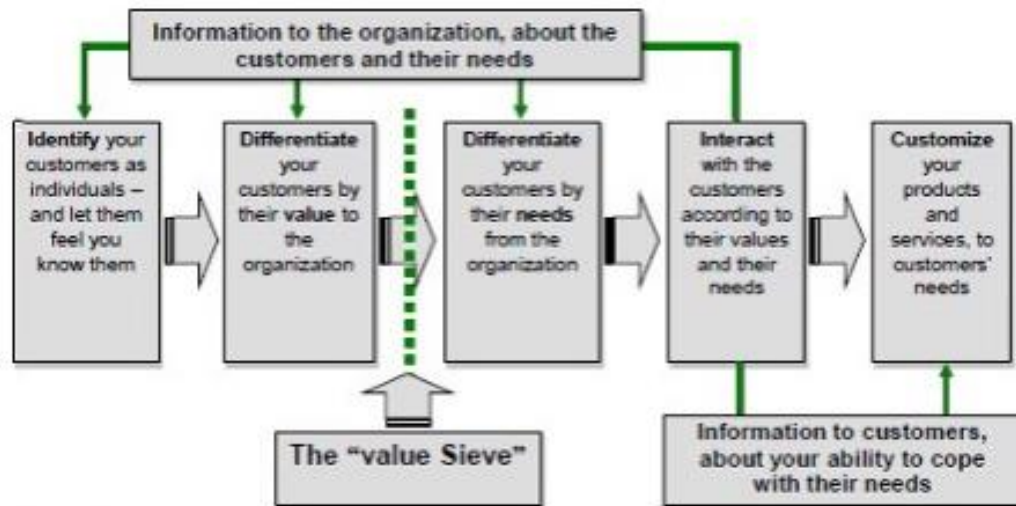 Information to the organization, about the
customers and their needs
Identify your
customers as
individuals –
and let them
feel you
know them
Differentiate
your
customers by
their value to
the
organization
Differentiate
your
customers by
their needs
from the
organization
Interact
with the
customers
according to
their values
and their
needs
Customize
your
products
and
services, to
customers'
needs
The "value Sieve"
Information to customers,
about your ability to cope
with their needs